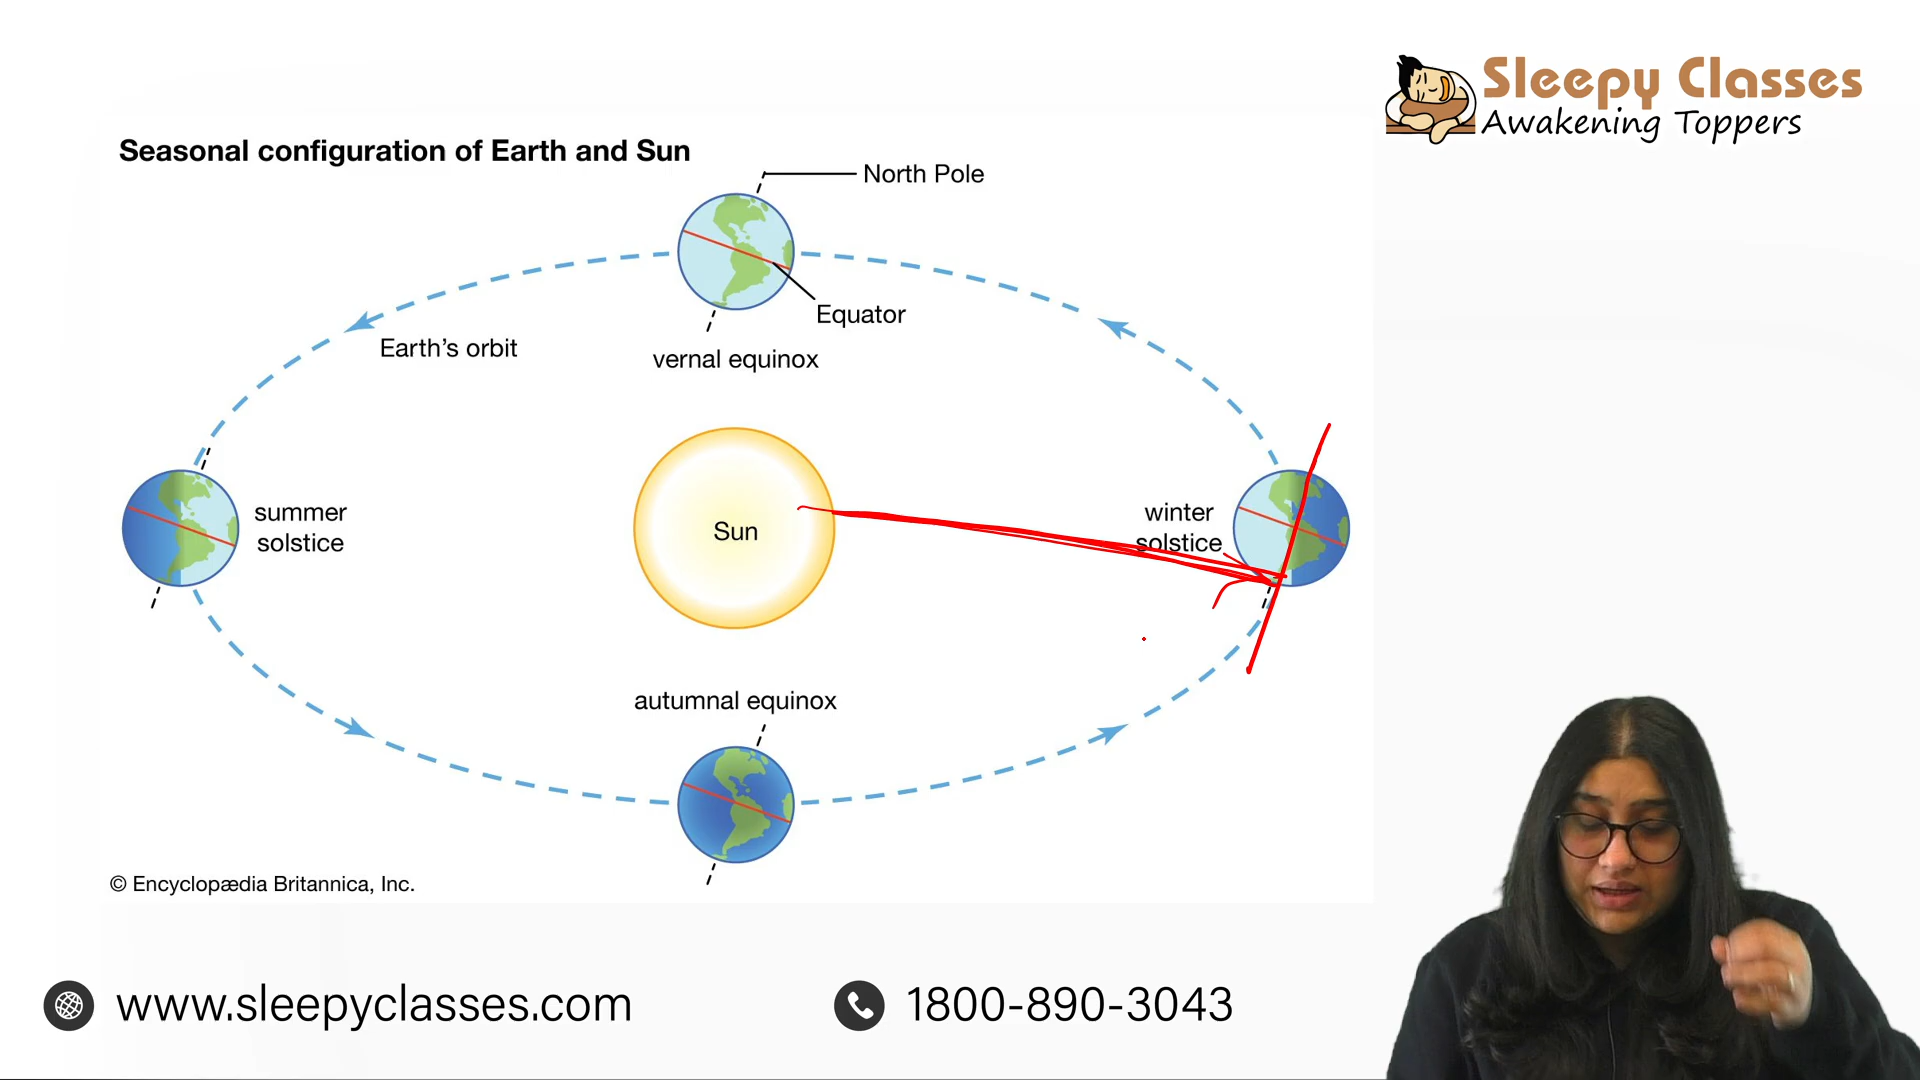 Sleepy Classes
Awakening Toppers
Seasonal configuration of Earth and Sun
North Pole
Equator
vernal equinox
Earth's orbit
summer
solstice
Sun
winter
solstice
autumnal equinox
© Encyclopædia Britannica, Inc.
www.sleepyclasses.com
1800-890-3043